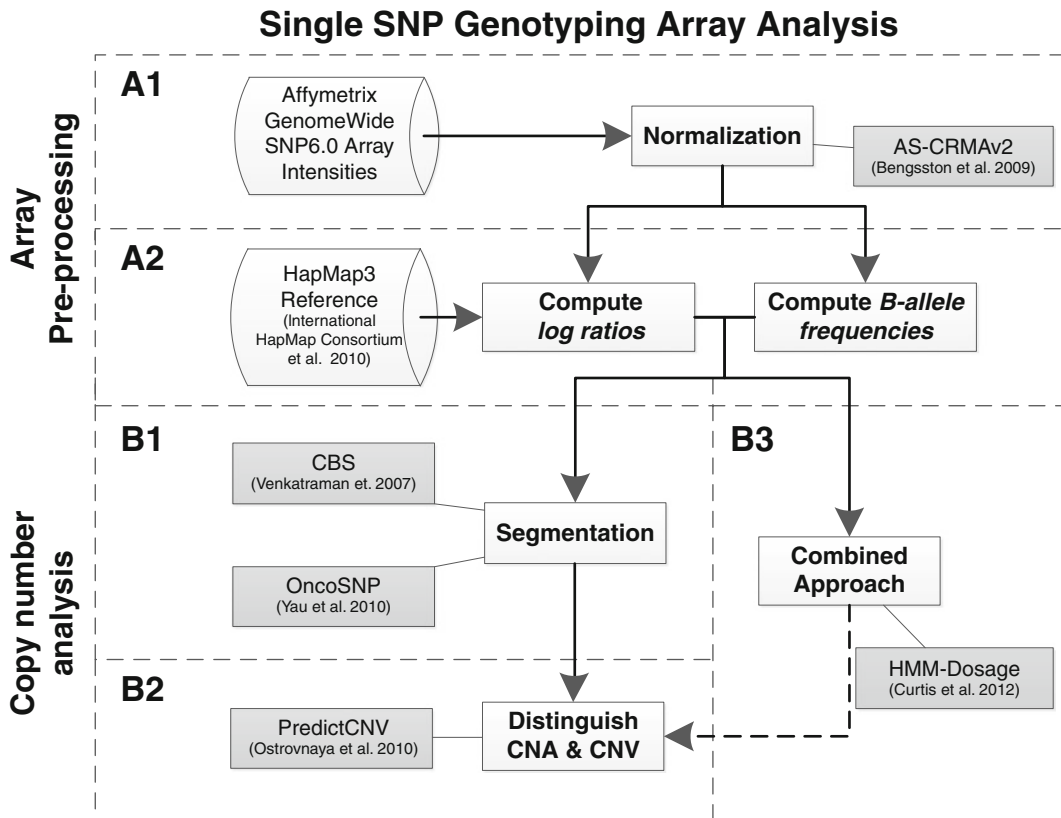 Single SNP Genotyping Array Analysis
Array
Pre-processing
A1
Affymetrix
GenomeWide
SNP6.0 Array
Intensities
Normalization
AS-CRMAv2
(Bengsston et al. 2009)
A2
HapMap3
Reference
(International
HapMap Consortium
et al. 2010)
Compute
log ratios
Compute B-allele
frequencies
Copy number
analysis
B1
CBS
(Venkatraman et. 2007)
OncoSNP
(Yau et al. 2010)
Segmentation
B3
Combined
Approach
HMM-Dosage
(Curtis et al. 2012)
B2
PredictCNV
(Ostrovnaya et al. 2010)
Distinguish
CNA & CNV